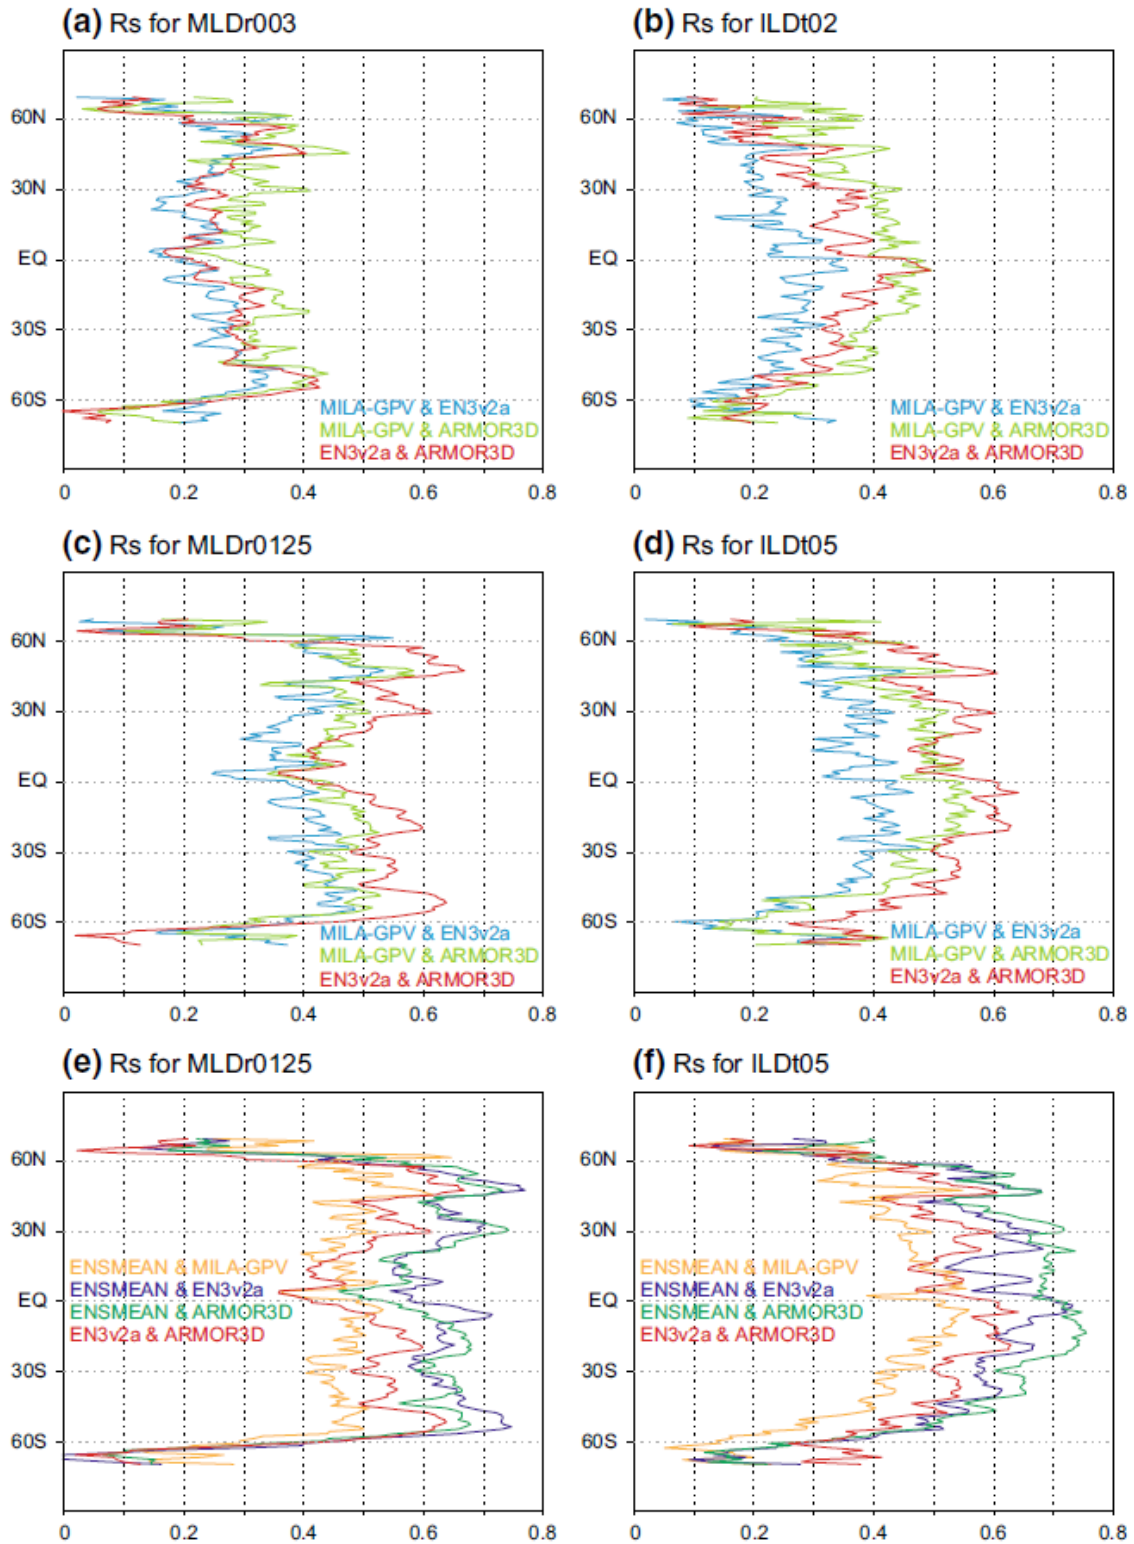 (a) Rs for MLDr003
60N
30N
EQ
30S
60S
MILA-GPV & EN3v2a
MILA-GPV & ARMOR3D
EN3v2a & ARMOR3D
0 0.2 0.4 0.6 0.8
(b) Rs for ILDt02
60N
30N
EQ
30S
60S
MILA-GPV & EN3v2a
MILA-GPV & ARMOR3D
EN3v2a & ARMOR3D
0 0.2 0.4 0.6 0.8
(c) Rs for MLDr0125
60N
30N
EQ
30S
60S
MILA-GPV & EN3v2a
MILA-GPV & ARMOR3D
EN3v2a & ARMOR3D
0 0.2 0.4 0.6 0.8
(d) Rs for ILDt05
60N
30N
EQ
30S
60S
MILA-GPV & EN3v2a
MILA-GPV & ARMOR3D
EN3v2a & ARMOR3D
0 0.2 0.4 0.6 0.8
(e) Rs for MLDr0125
60N
30N
ENSMEAN & MILA-GPV
ENSMEAN & EN3v2a
EQ
ENSMEAN & ARMOR3D
EN3v2a & ARMOR3D
30S
60S
0 0.2 0.4 0.6 0.8
(f) Rs for ILDt05
60N
30N
ENSMEAN & MILA-GPV
ENSMEAN & EN3v2a
EQ
ENSMEAN & ARMOR3D
EN3v2a & ARMOR3D
30S
60S
0 0.2 0.4 0.6 0.8